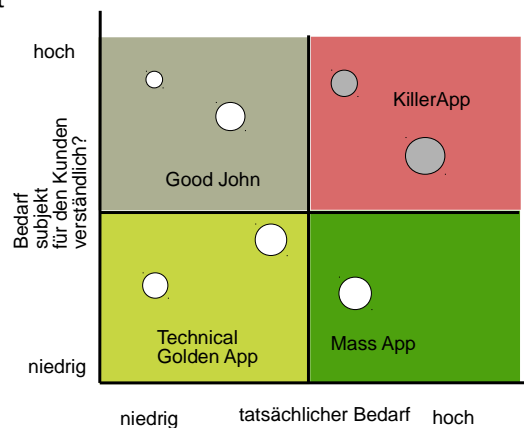 hoch
KillerApp
Good John
Bedarf
subjekt
für den Kunden
verständlich?
Technical
Golden App
Mass App
niedrig
niedrig
tatsächlicher Bedarf
hoch